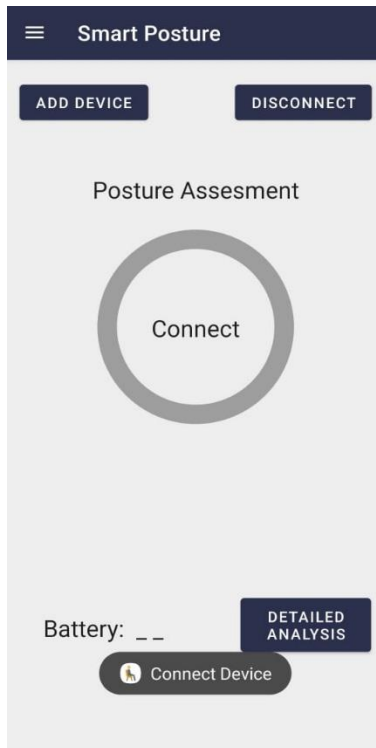 Smart Posture
ADD DEVICE
DISCONNECT
Posture Assesment
Connect
Battery: _ _
DETAILED
ANALYSIS
Connect Device